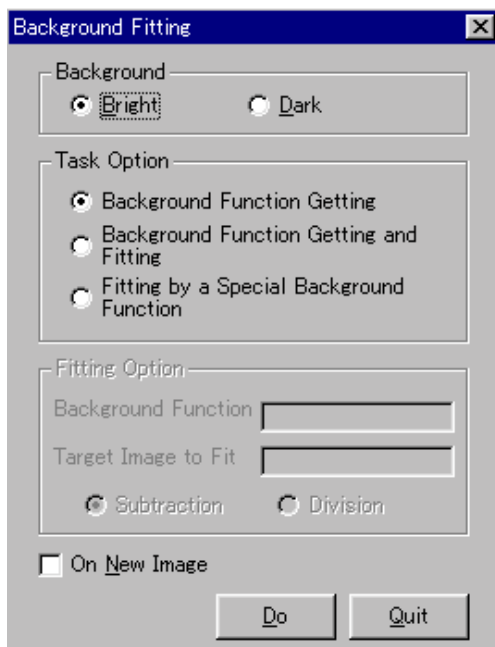 Background Fitting
Background
Bright Dark
Task Option
Background Function Getting
Background Function Getting and
Fitting
Fitting by a Special Background
Function
Fitting Option
Background Function
Target Image to Fit
Subtraction Division
On New Image
Do Quit